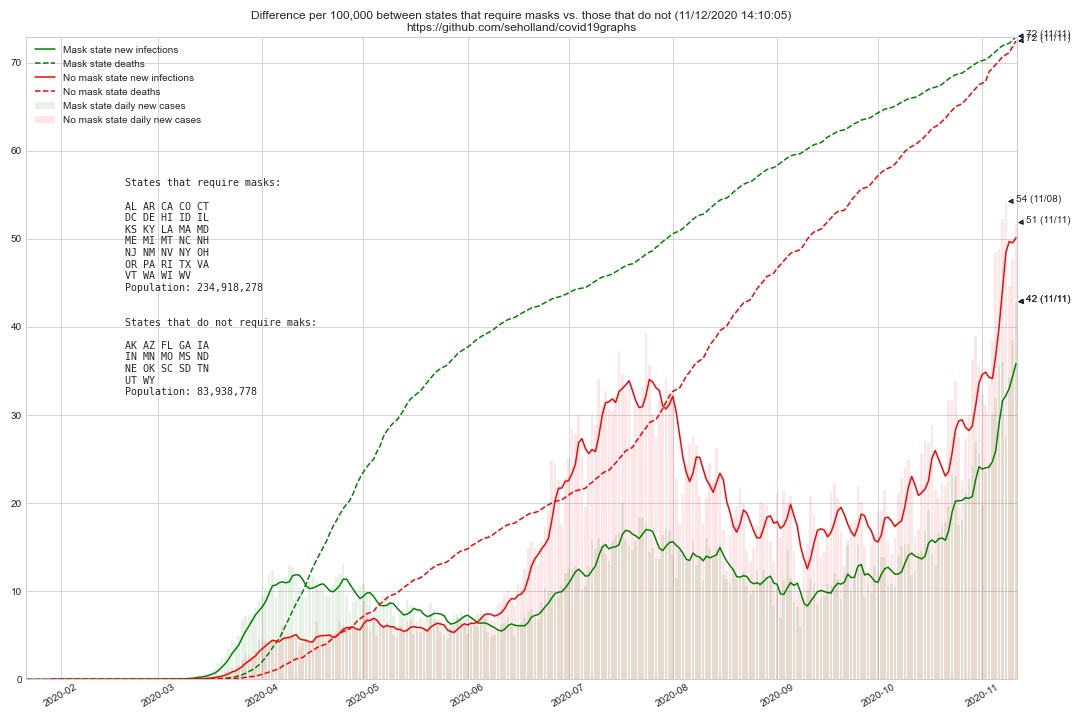 Difference per 100,000 between states that require masks vs. those that do not (11/12/2020 14:10:05)
https://github.com/seholland/covid19graphs
Mask state new infections
Mask state deaths
No mask state new infections
No mask state deaths
Mask state daily new cases
No mask state daily new cases
States that require masks:
AL AR CA CO CT
DC DE HI ID IL
KS KY LA MA MD
ME MI MT NC NH
NJ NM NV NY OH
OR PA RI TX VA
VT WA WI WV
Population: 234,918,278
States that do not require maks:
AK AZ FL GA IA
IN MN MO MS ND
NE OK SC SD TN
UT WY
Population: 83,938,778
72 (11/11)
72 (11/11)
54 (11/08)
51 (11/11)
42 (11/11)
70
60
50
40
30
20
10
0
2020-02
2020-03
2020-04
2020-05
2020-06
2020-07
2020-08
2020-09
2020-10
2020-11